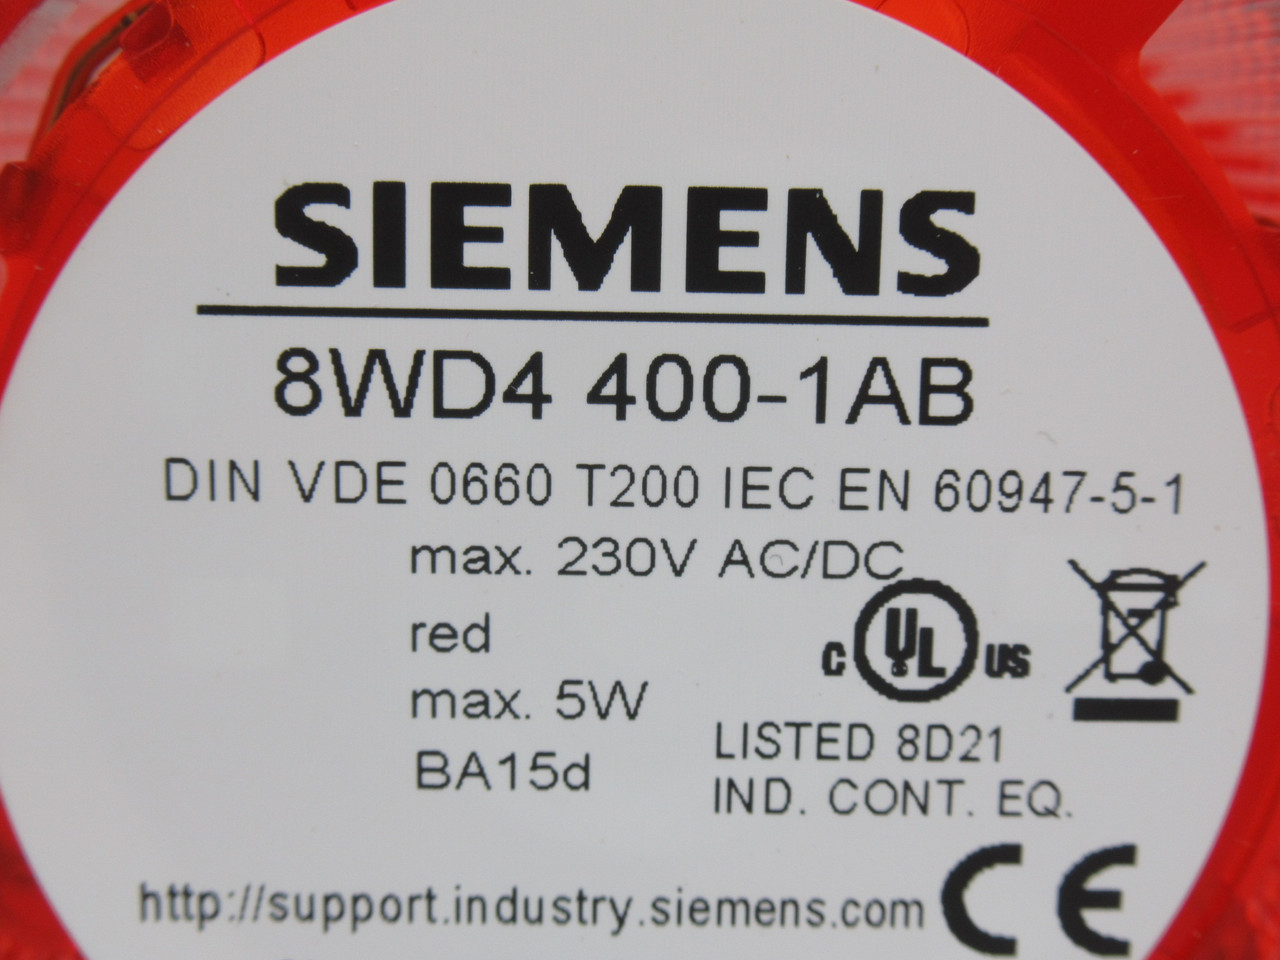 SIEMENS
8WD4 400-1AB
DIN VDE 0660 T200 IEC EN 60947-5-1
max. 230V AC/DC
red
C UL US
max. 5W
LISTED 8D21
BA15d
IND. CONT. EQ.
http://support.industry.siemens.com
CE